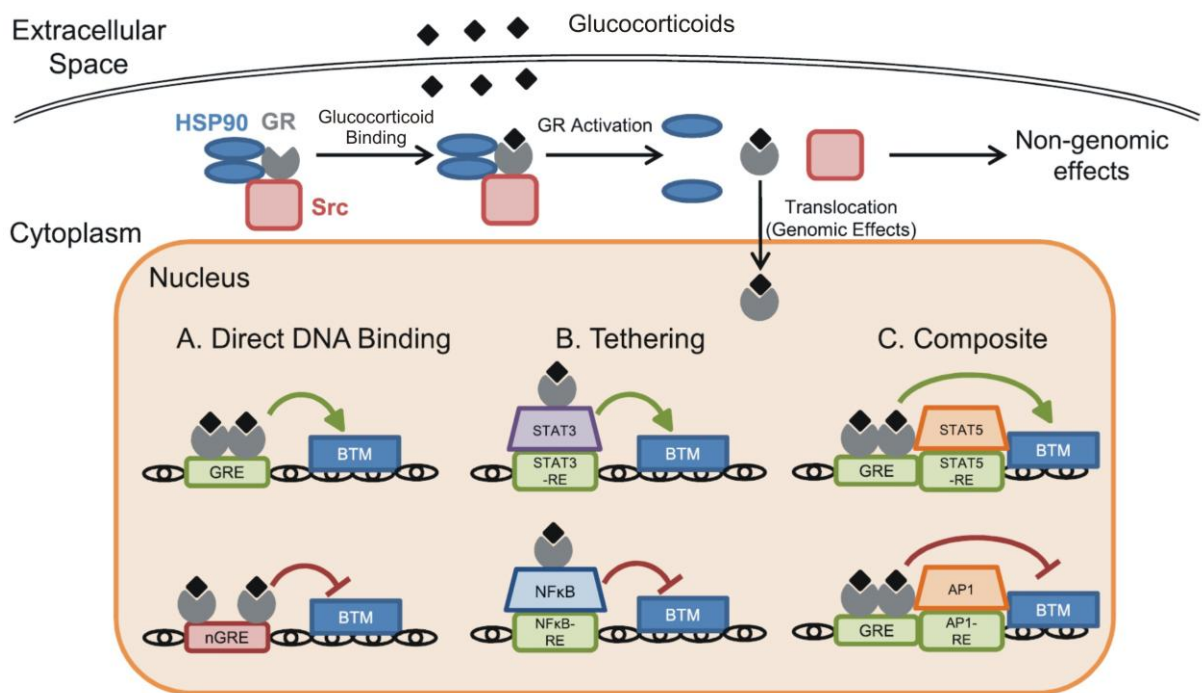 Extracellular
Space
Glucocorticoids
HSP90 GR
Glucocorticoid
Binding
GR Activation
Non-genomic
effects
Src
Cytoplasm
Translocation
(Genomic Effects)
Nucleus
A. Direct DNA Binding
B. Tethering
C. Composite
GRE
BTM
STAT3
STAT3
-RE
BTM
STAT5
GRE
STAT5
-RE
BTM
nGRE
BTM
NFκB
NFκB-
RE
BTM
AP1
GRE
AP1-
RE
BTM